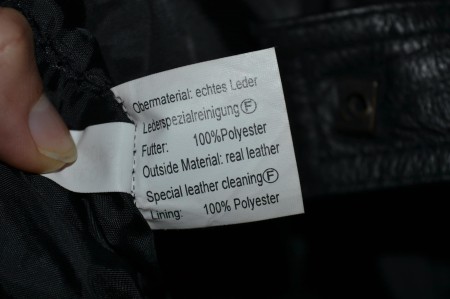 Obermaterial: echtes Leder
Lederspezialreinigung Ⓕ
Futter: 100%Polyester
Outside Material: real leather
Special leather cleaning Ⓕ
Lining: 100% Polyester